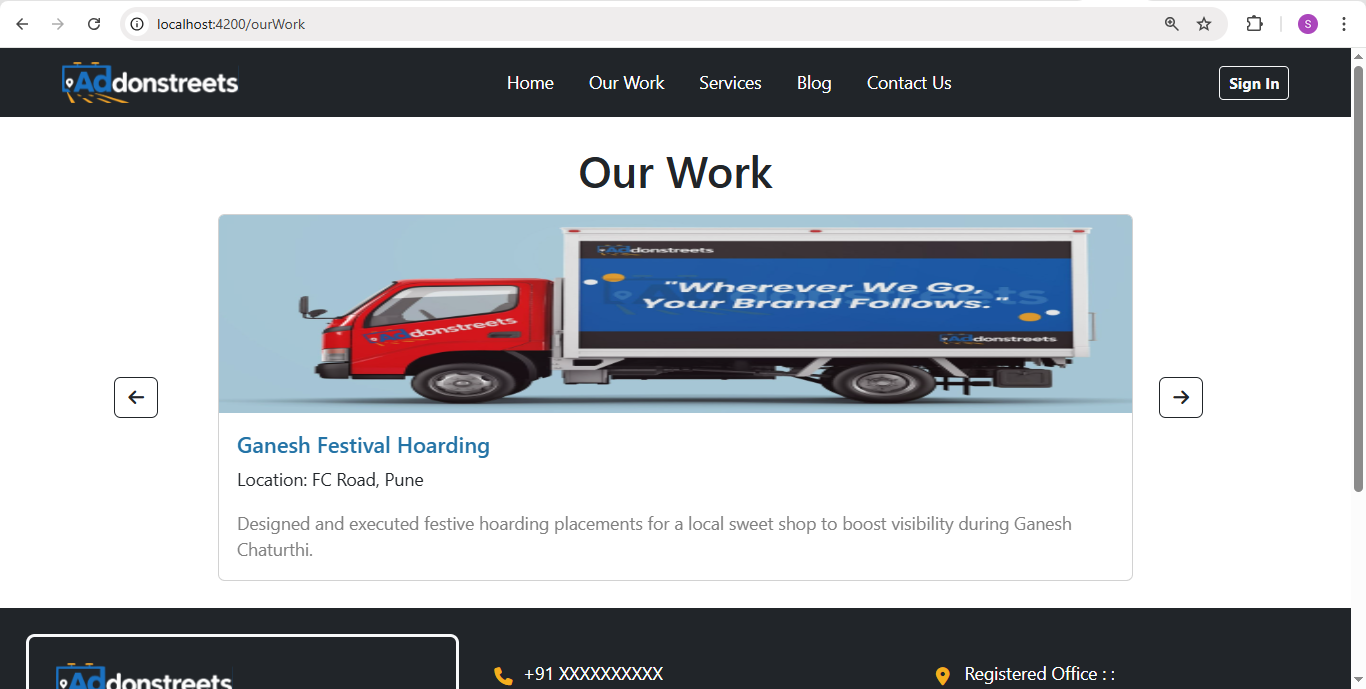 localhost:4200/ourWork
S
Addonstreets
Home Our Work Services Blog Contact Us
Sign In
Our Work
Addonstreets
"Wherever We Go,
Your Brand Follows."
Addonstreets
Addonstreets
Ganesh Festival Hoarding
Location: FC Road, Pune
Designed and executed festive hoarding placements for a local sweet shop to boost visibility during Ganesh
Chaturthi.
Addonstreets
+91 XXXXXXXXXX
Registered Office : :